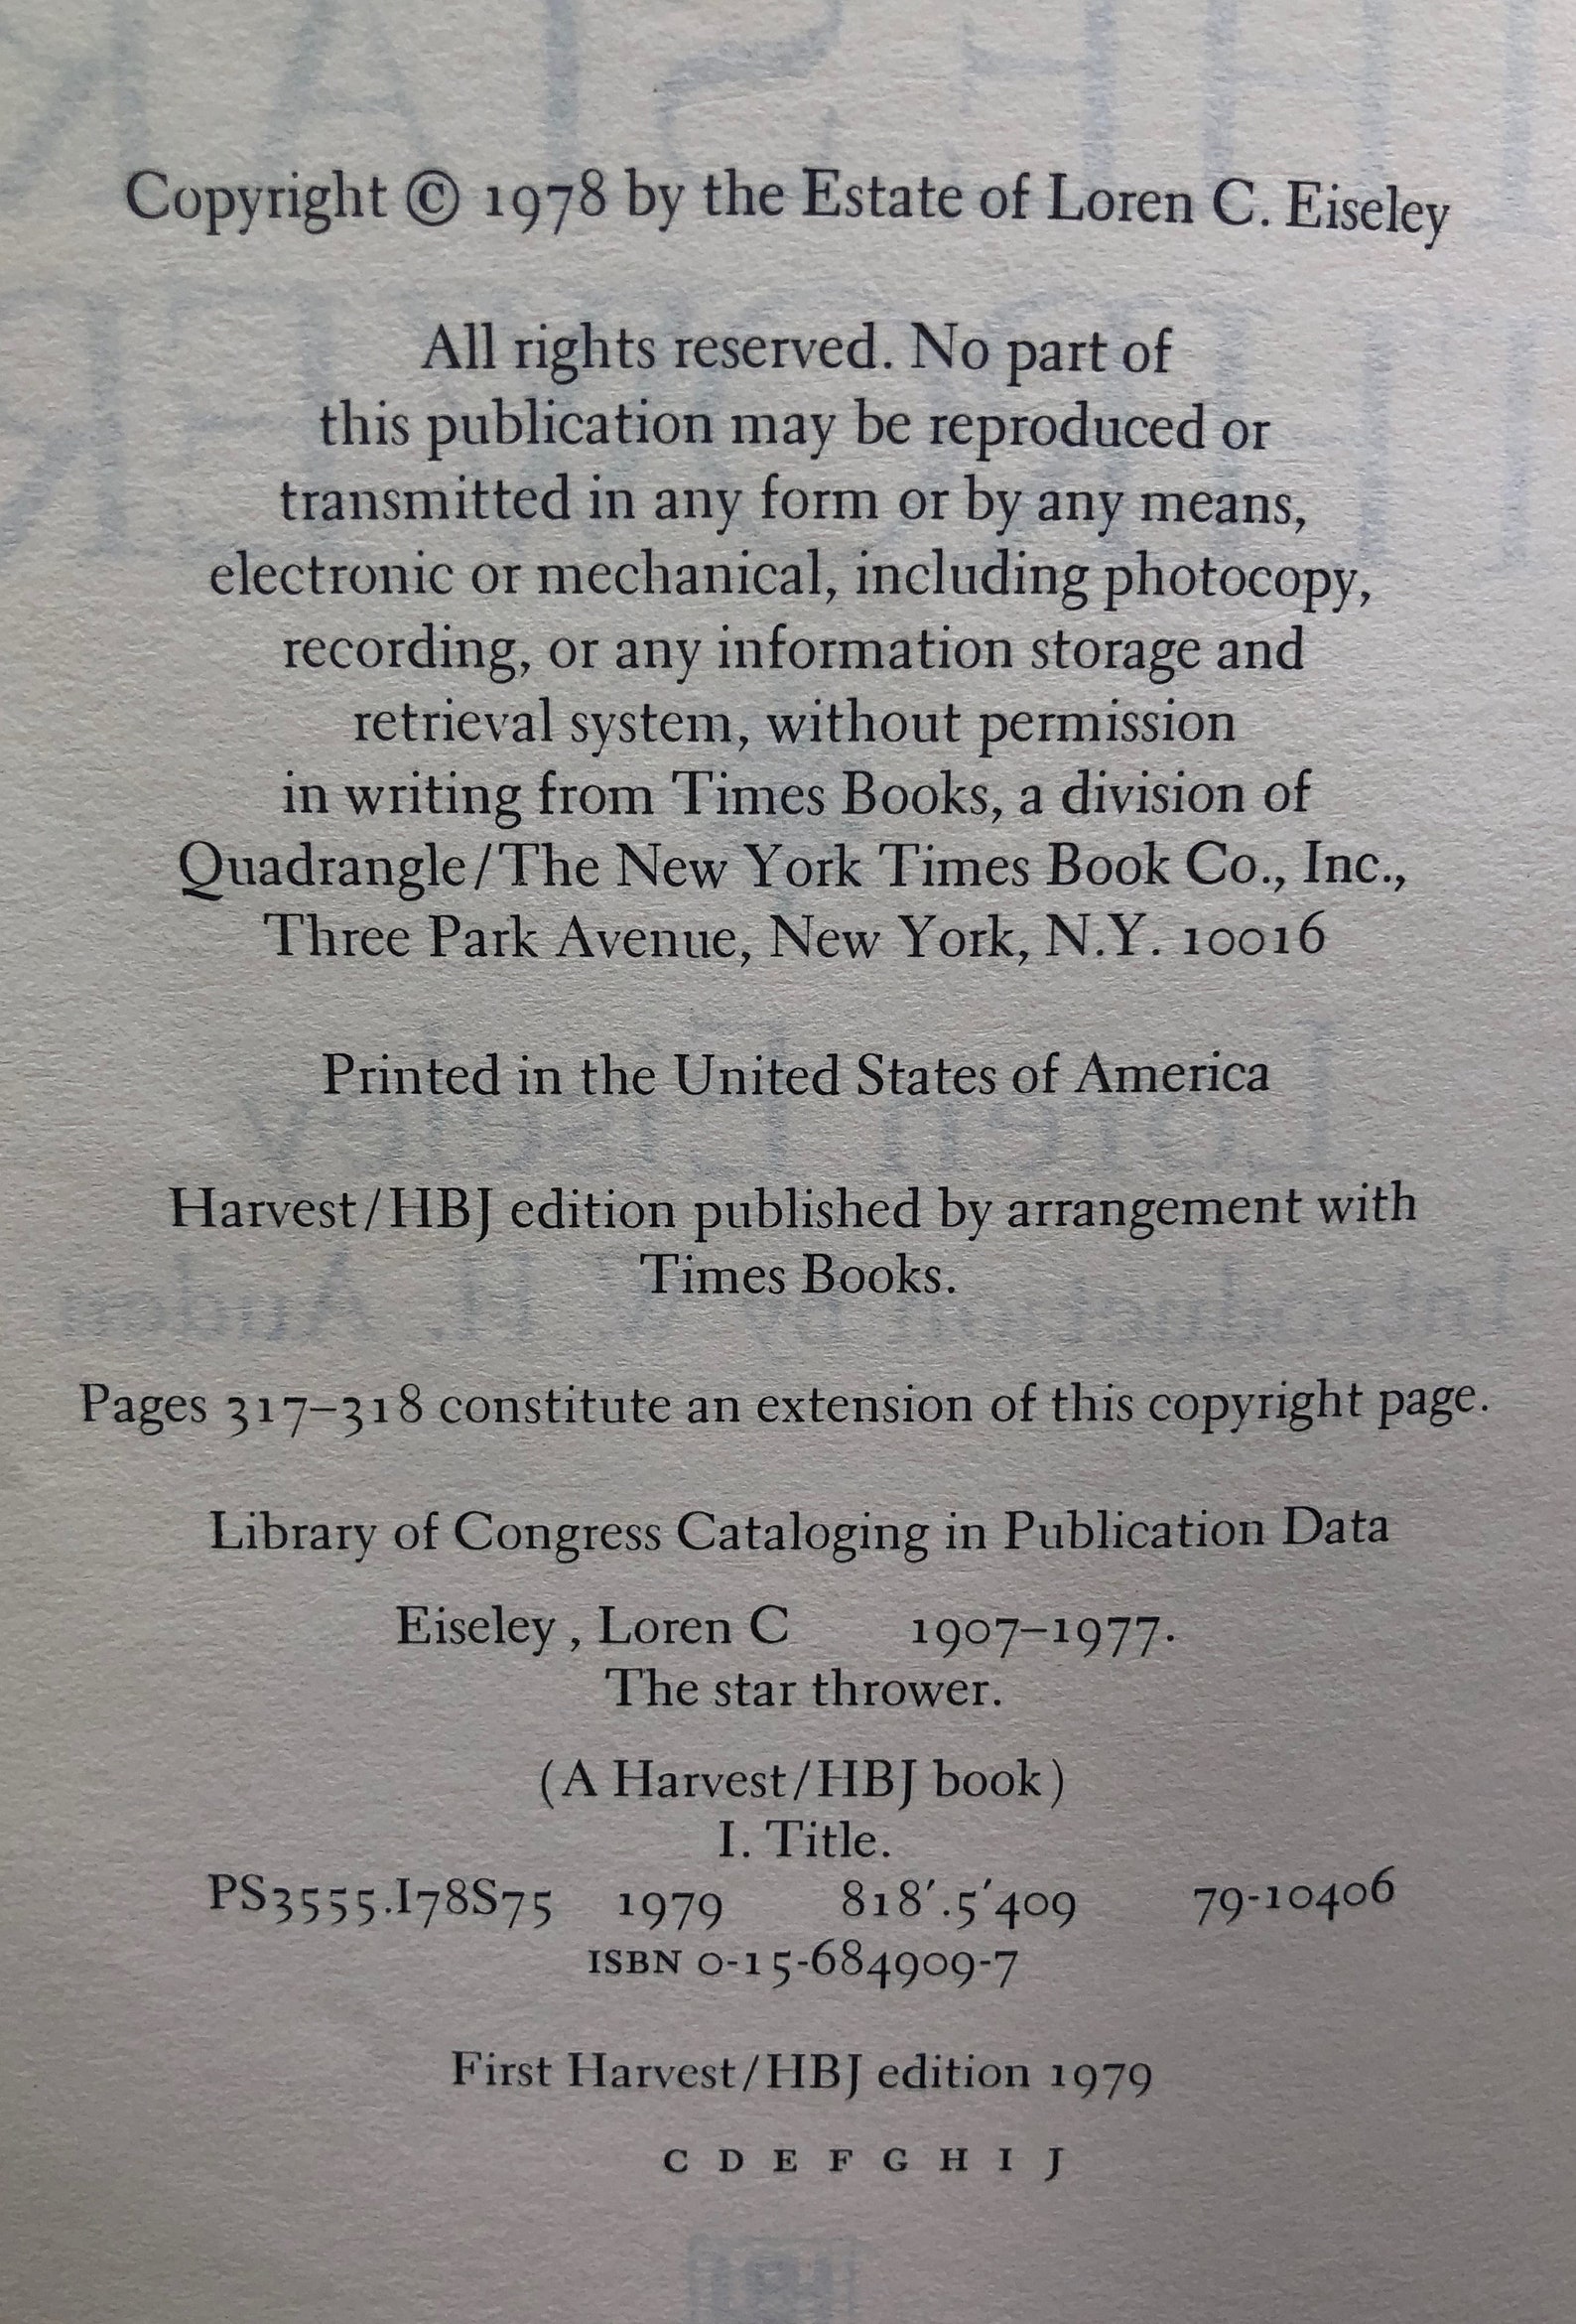 Copyright © 1978 by the Estate of Loren C. Eiseley
All rights reserved. No part of
this publication may be reproduced or
transmitted in any form or by any means,
electronic or mechanical, including photocopy,
recording, or any information storage and
retrieval system, without permission
in writing from Times Books, a division of
Quadrangle/The New York Times Book Co., Inc.,
Three Park Avenue, New York, N.Y. 10016
Printed in the United States of America
Harvest/HBJ edition published by arrangement with
Times Books.
Pages 317–318 constitute an extension of this copyright page.
Library of Congress Cataloging in Publication Data
Eiseley, Loren C 1907–1977.
The star thrower.
(A Harvest/HBJ book)
I. Title.
PS3555.I78S75 1979 818′.5′409 79-10406
ISBN 0-15-684909-7
First Harvest/HBJ edition 1979
C D E F G H I J